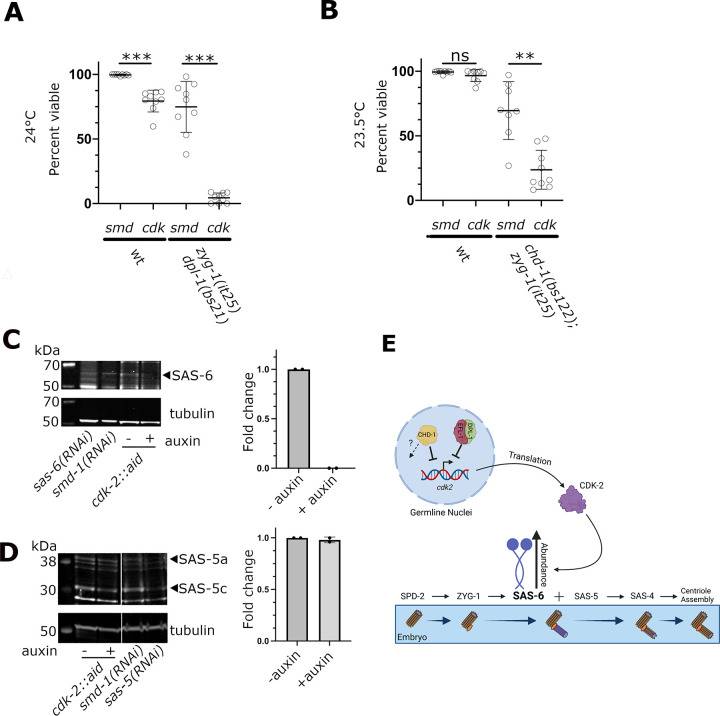 A
24°C
Percent viable
100
50
0
***
***
smd cdk smd cdk
wt
zyg-1(it25)
dpl-1(bs21)
B
23.5°C
Percent viable
100
50
0
ns
**
smd cdk smd cdk
wt
chd-1(bs122);
zyg-1(it25)
C
kDa
70
50
SAS-6
70
50
tubulin
- +
auxin
sas-6(RNAi)
smd-1(RNAi)
cdk-2::aid
Fold change
1.0
0.5
0.0
- auxin
+ auxin
D
kDa
38
SAS-5a
30
SAS-5c
50
tubulin
auxin - +
cdk-2::aid
smd-1(RNAi)
sas-5(RNAi)
Fold change
1.0
0.5
0.0
-auxin
+auxin
E
CHD-1
DPL-1
?
cdk2
Germline Nuclei
Translation
CDK-2
Abundance
SPD-2 ZYG-1 SAS-6 + SAS-5 SAS-4 Centriole
Assembly
Embryo